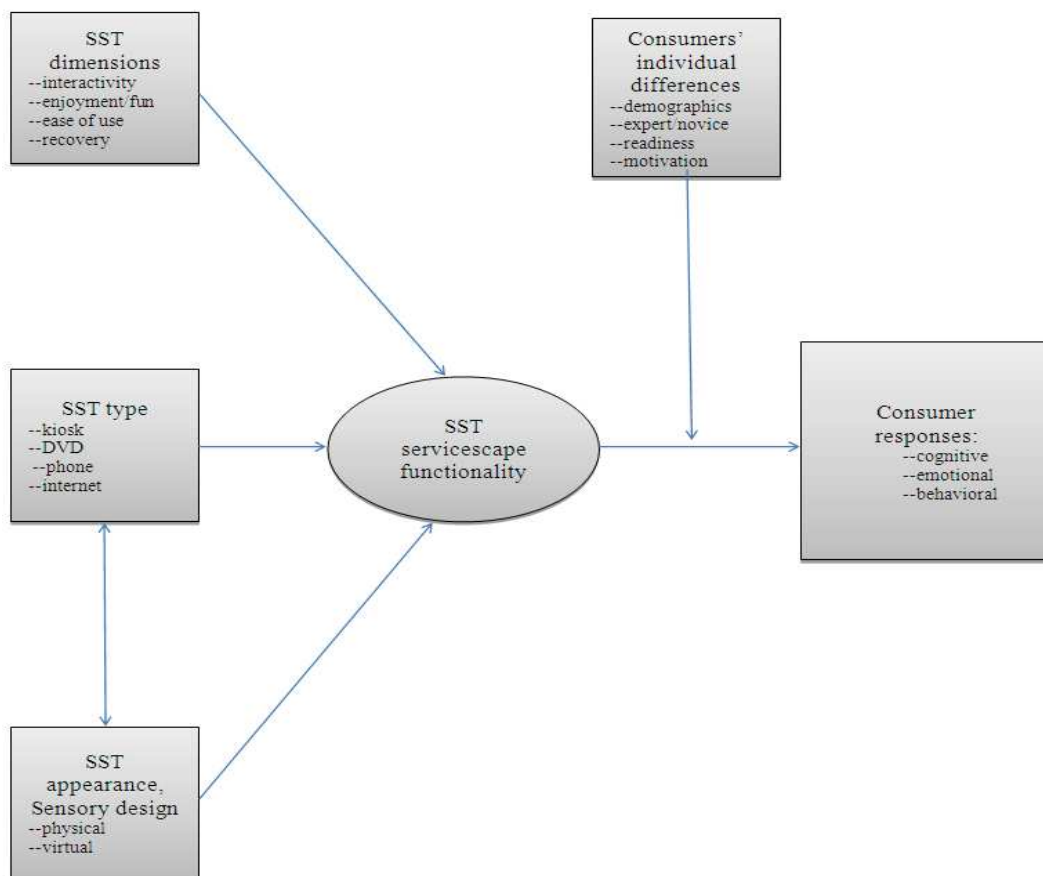 SST
dimensions
--interactivity
--enjoyment/fun
--ease of use
--recovery
Consumers’
individual
differences
--demographics
--expert/novice
--readiness
--motivation
SST type
--kiosk
--DVD
--phone
--internet
SST
servicescape
functionality
Consumer
responses:
--cognitive
--emotional
--behavioral
SST
appearance,
Sensory design
--physical
--virtual